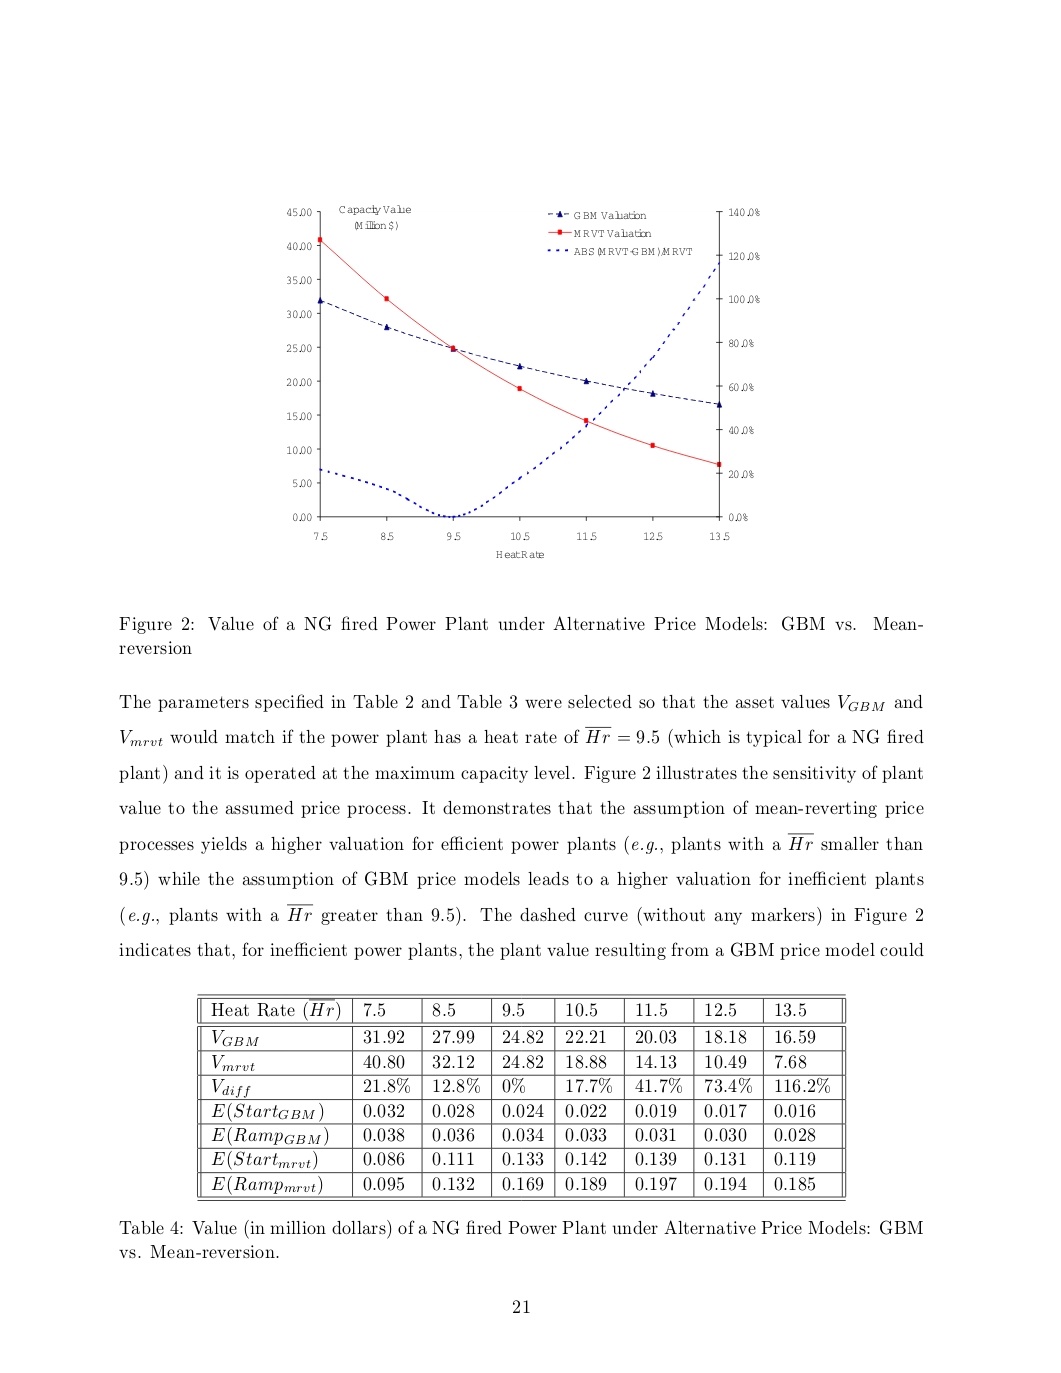 Capacity Value
(Million $)
GBM Valuation
MRVT Valuation
ABS(MRVT-GBM)/MRVT
45.00
40.00
35.00
30.00
25.00
20.00
15.00
10.00
5.00
0.00
140.0%
120.0%
100.0%
80.0%
60.0%
40.0%
20.0%
0.0%
7.5 8.5 9.5 10.5 11.5 12.5 13.5
Heat Rate
Figure 2: Value of a NG fired Power Plant under Alternative Price Models: GBM vs. Mean-
reversion
The parameters specified in Table 2 and Table 3 were selected so that the asset values $V_{GBM}$ and
$V_{mrvt}$ would match if the power plant has a heat rate of $\overline{Hr} = 9.5$ (which is typical for a NG fired
plant) and it is operated at the maximum capacity level. Figure 2 illustrates the sensitivity of plant
value to the assumed price process. It demonstrates that the assumption of mean-reverting price
processes yields a higher valuation for efficient power plants (e.g., plants with a $\overline{Hr}$ smaller than
9.5) while the assumption of GBM price models leads to a higher valuation for inefficient plants
(e.g., plants with a $\overline{Hr}$ greater than 9.5). The dashed curve (without any markers) in Figure 2
indicates that, for inefficient power plants, the plant value resulting from a GBM price model could
Heat Rate ($\overline{Hr}$) 7.5 8.5 9.5 10.5 11.5 12.5 13.5
$V_{GBM}$ 31.92 27.99 24.82 22.21 20.03 18.18 16.59
$V_{mrvt}$ 40.80 32.12 24.82 18.88 14.13 10.49 7.68
$V_{diff}$ 21.8% 12.8% 0% 17.7% 41.7% 73.4% 116.2%
$E(Start_{GBM})$ 0.032 0.028 0.024 0.022 0.019 0.017 0.016
$E(Ramp_{GBM})$ 0.038 0.036 0.034 0.033 0.031 0.030 0.028
$E(Start_{mrvt})$ 0.086 0.111 0.133 0.142 0.139 0.131 0.119
$E(Ramp_{mrvt})$ 0.095 0.132 0.169 0.189 0.197 0.194 0.185
Table 4: Value (in million dollars) of a NG fired Power Plant under Alternative Price Models: GBM
vs. Mean-reversion.
21